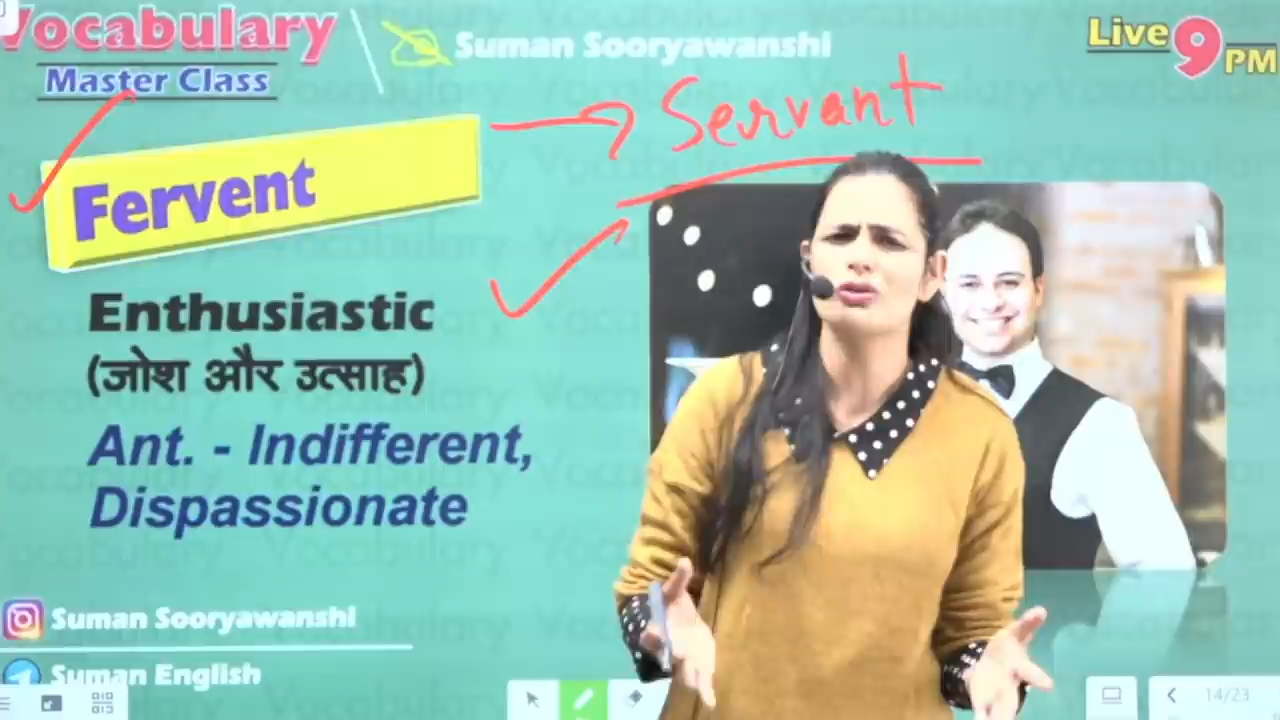 Vocabulary
Master Class
Suman Sooryawanshi
Live 9 PM
Servant
Fervent
Enthusiastic
(जोश और उत्साह)
Ant. - Indifferent,
Dispassionate
Suman Sooryawanshi
Suman English
14/23